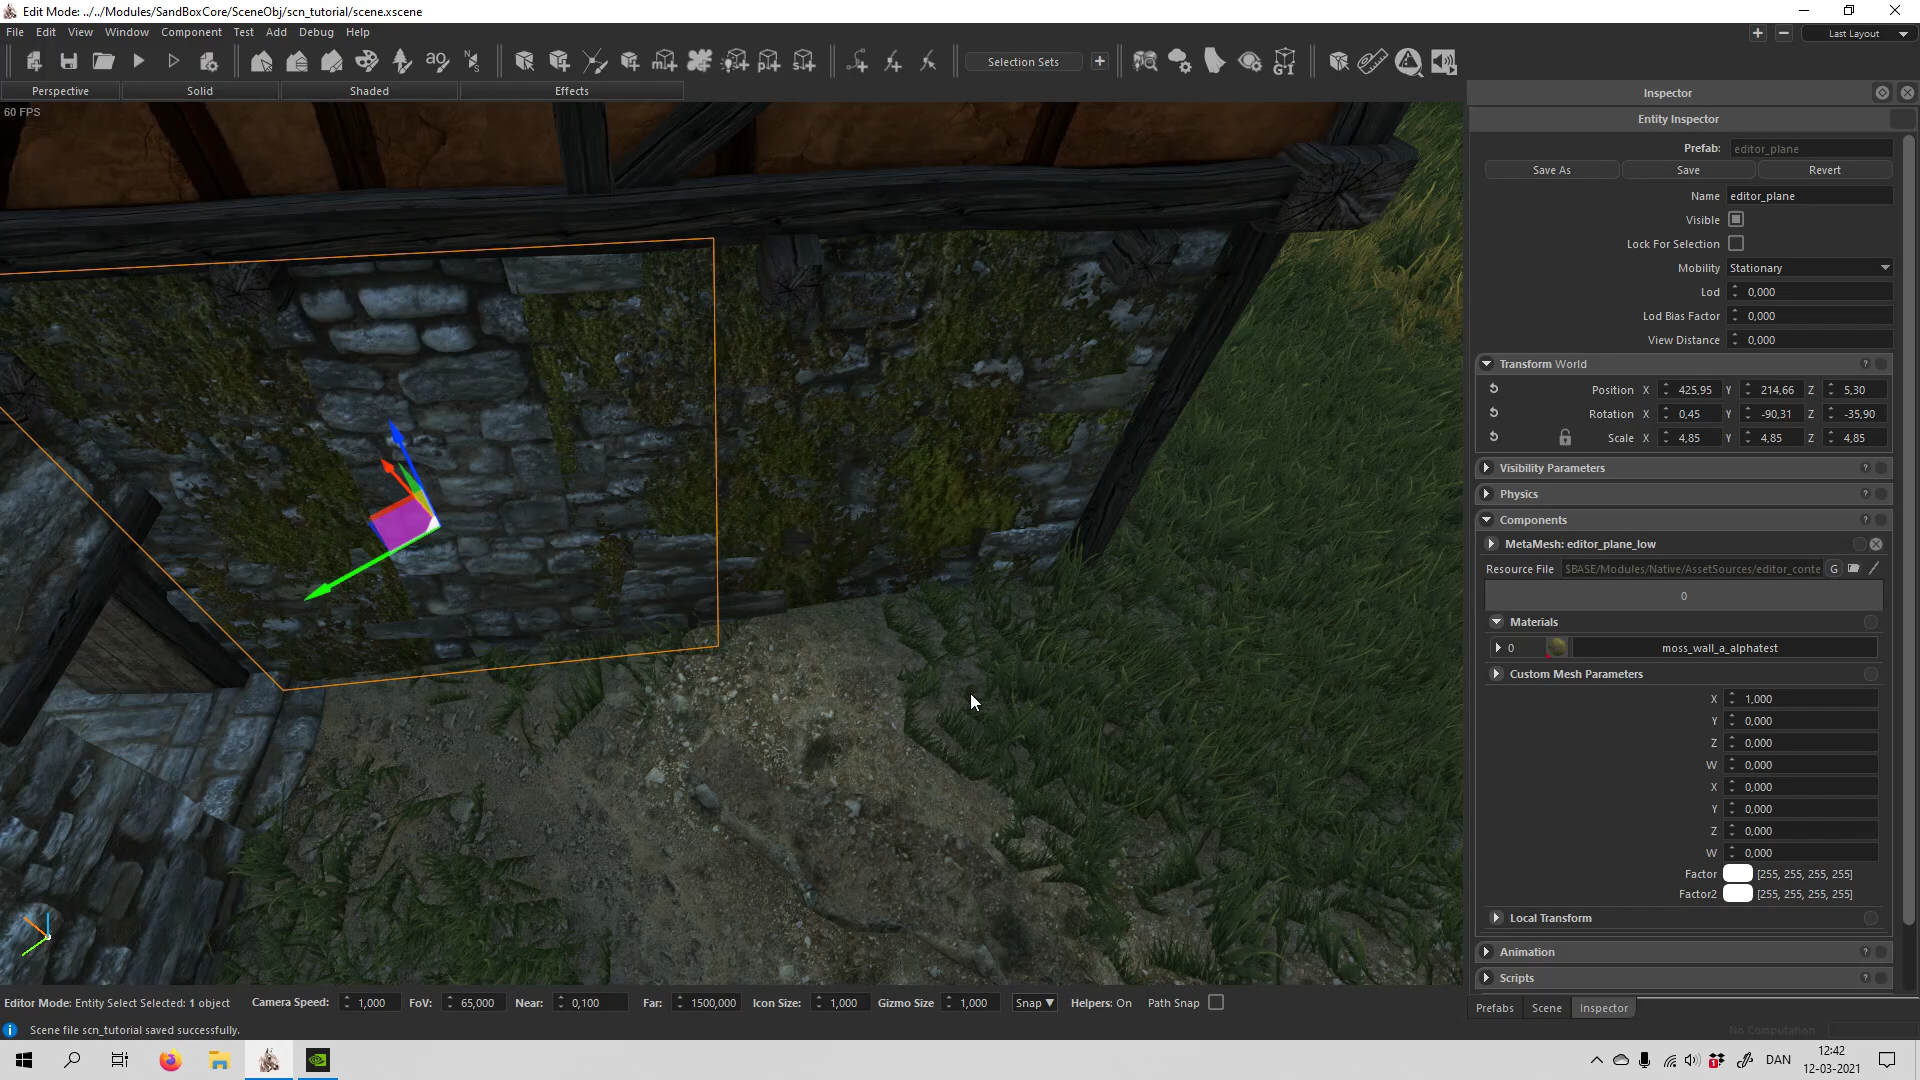 Edit Mode: ../../Modules/SandBoxCore/SceneObj/scn_tutorial/scene.xscene
File Edit View Window Component Test Add Debug Help
Last Layout
ao
Selection Sets
G I
Perspective Solid Shaded Effects
60 FPS
Inspector
Entity Inspector
Prefab: editor_plane
Save As Save Revert
Name editor_plane
Visible
Lock For Selection
Mobility Stationary
Lod 0,000
Lod Bias Factor 0,000
View Distance 0,000
Transform World ?
Position X 425,95 Y 214,66 Z 5,30
Rotation X 0,45 Y -90,31 Z -35,90
Scale X 4,85 Y 4,85 Z 4,85
Visibility Parameters ?
Physics ?
Components ?
MetaMesh: editor_plane_low
Resource File $BASE/Modules/Native/AssetSources/editor_conte G
0
Materials
0 moss_wall_a_alphatest
Custom Mesh Parameters
X 1,000
Y 0,000
Z 0,000
W 0,000
X 0,000
Y 0,000
Z 0,000
W 0,000
Factor [255, 255, 255, 255]
Factor2 [255, 255, 255, 255]
Local Transform
Animation ?
Scripts ?
Editor Mode: Entity Select Selected: 1 object Camera Speed: 1,000 FoV: 65,000 Near: 0,100 Far: 1500,000 Icon Size: 1,000 Gizmo Size 1,000 Snap ▼ Helpers: On Path Snap
Prefabs Scene Inspector
Scene file scn_tutorial saved successfully.
No Computation
DAN
12:42
12-03-2021